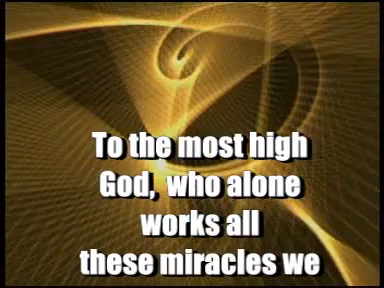 To the most high
God, who alone
works all
these miracles we